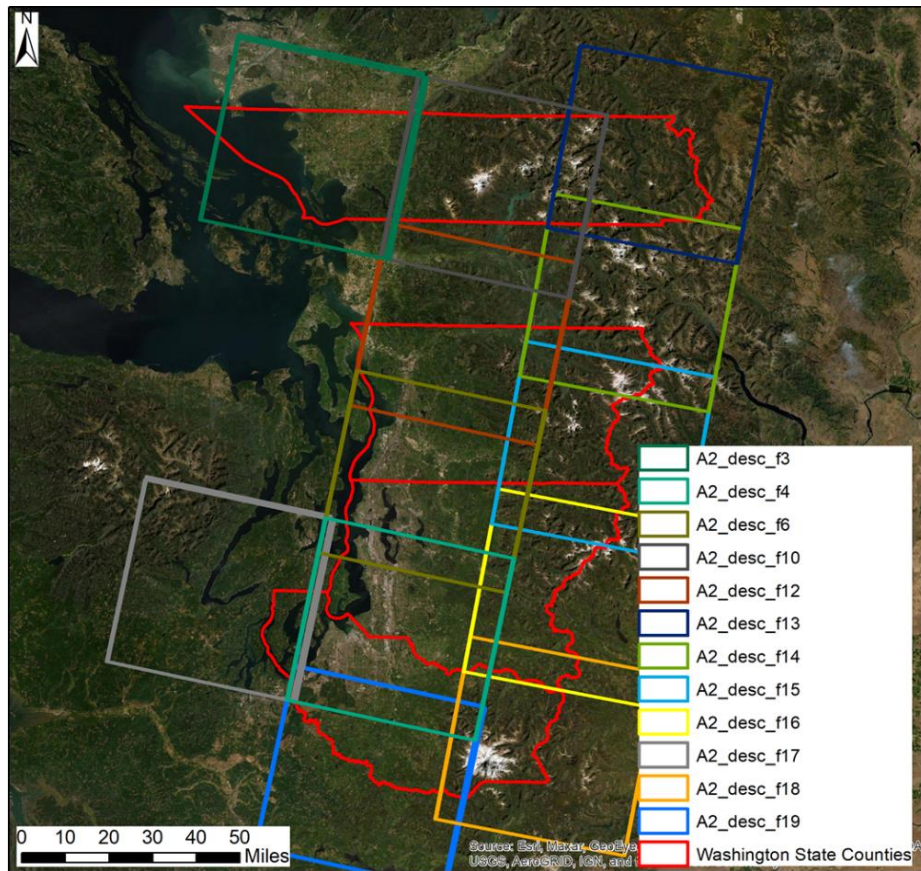 N
A2_desc_f3
A2_desc_f4
A2_desc_f6
A2_desc_f10
A2_desc_f12
A2_desc_f13
A2_desc_f14
A2_desc_f15
A2_desc_f16
A2_desc_f17
A2_desc_f18
A2_desc_f19
Washington State Counties
0 10 20 30 40 50
Miles
Source: Esri, Maxar, GeoEye
USGS, AeroGRID, IGN, and